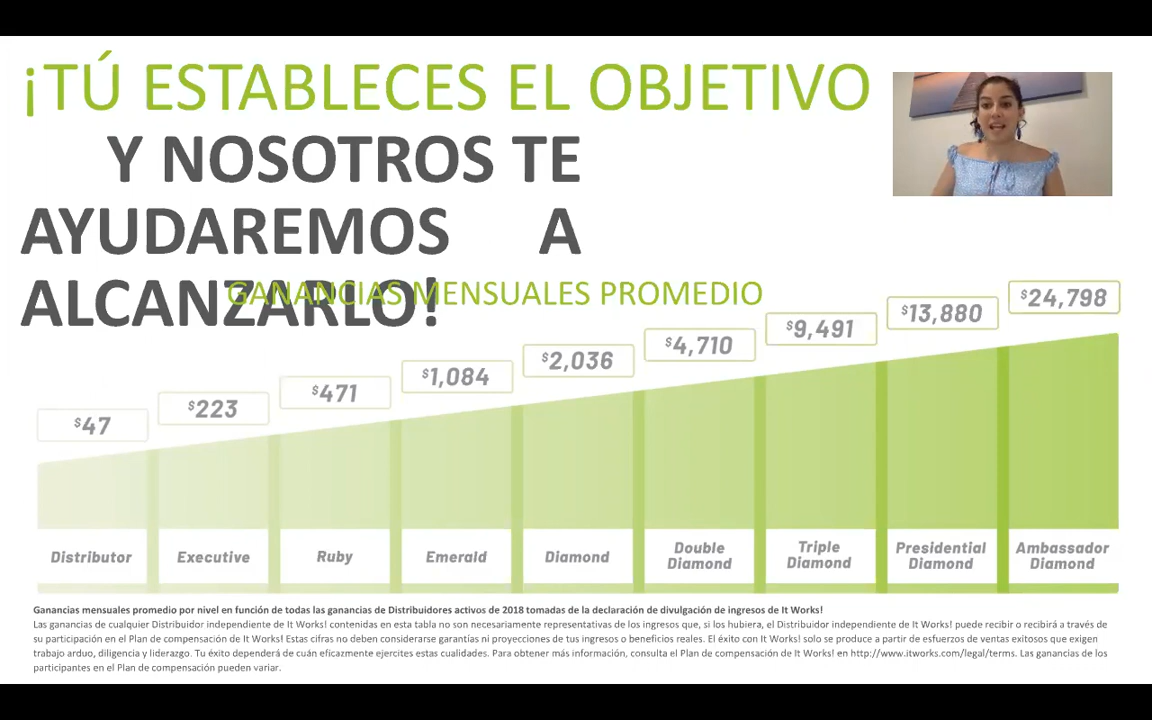 ¡TÚ ESTABLECES EL OBJETIVO
Y NOSOTROS TE
AYUDAREMOS A
ALCANZARLO!
GANANCIAS MENSUALES PROMEDIO
$47
$223
$471
$1,084
$2,036
$4,710
$9,491
$13,880
$24,798
Distributor
Executive
Ruby
Emerald
Diamond
Double
Diamond
Triple
Diamond
Presidential
Diamond
Ambassador
Diamond
Ganancias mensuales promedio por nivel en función de todas las ganancias de Distribuidores activos de 2018 tomadas de la declaración de divulgación de ingresos de It Works!
Las ganancias de cualquier Distribuidor independiente de It Works! contenidas en esta tabla no son necesariamente representativas de los ingresos que, si los hubiera, el Distribuidor independiente de It Works! puede recibir o recibirá a través de
su participación en el Plan de compensación de It Works! Estas cifras no deben considerarse garantías ni proyecciones de tus ingresos o beneficios reales. El éxito con It Works! solo se produce a partir de esfuerzos de ventas exitosos que exigen
trabajo arduo, diligencia y liderazgo. Tu éxito dependerá de cuán eficazmente ejercites estas cualidades. Para obtener más información, consulta el Plan de compensación de It Works! en http://www.itworks.com/legal/terms. Las ganancias de los
participantes en el Plan de compensación pueden variar.